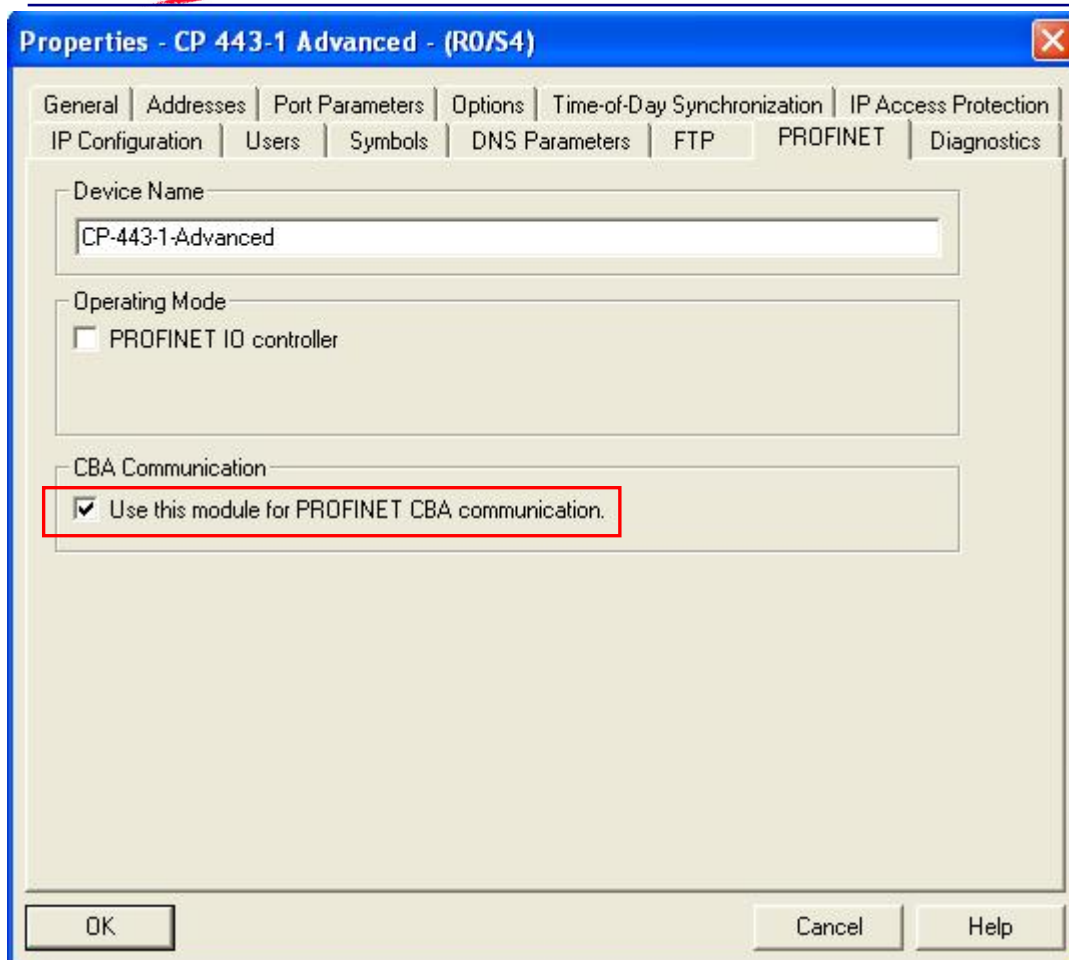 Properties - CP 443-1 Advanced - (R0/S4)
General Addresses Port Parameters Options Time-of-Day Synchronization IP Access Protection
IP Configuration Users Symbols DNS Parameters FTP PROFINET Diagnostics
Device Name
CP-443-1-Advanced
Operating Mode
PROFINET IO controller
CBA Communication
Use this module for PROFINET CBA communication.
OK Cancel Help